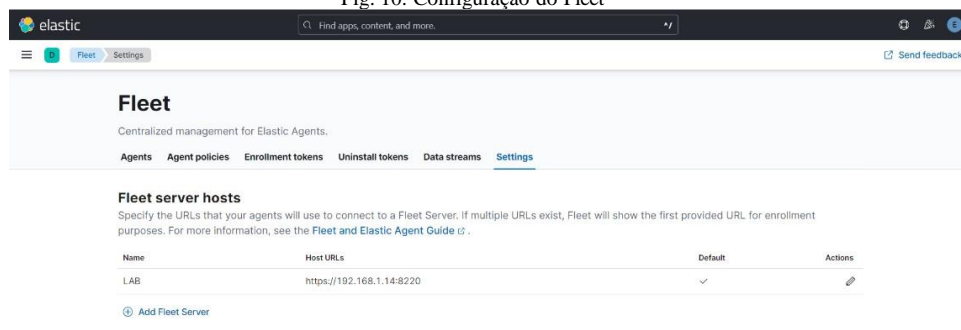 Fig. 10. Configuração do Fleet
elastic
Find apps, content, and more.
^/
E
D
Fleet
Settings
Send feedback
Fleet
Centralized management for Elastic Agents.
Agents Agent policies Enrollment tokens Uninstall tokens Data streams Settings
Fleet server hosts
Specify the URLs that your agents will use to connect to a Fleet Server. If multiple URLs exist, Fleet will show the first provided URL for enrollment
purposes. For more information, see the Fleet and Elastic Agent Guide.
Name Host URLs Default Actions
LAB https://192.168.1.14:8220
Add Fleet Server